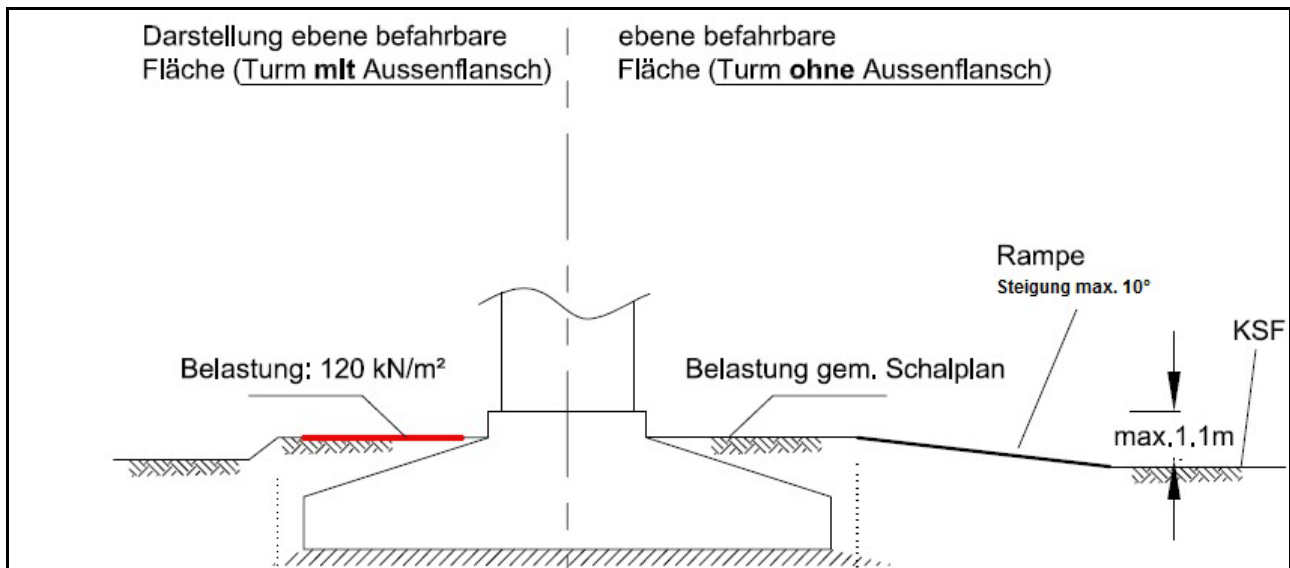 Darstellung ebene befahrbare
Fläche (Turm mIt Aussenflansch)
ebene befahrbare
Fläche (Turm ohne Aussenflansch)
Rampe
Steigung max. 10°
KSF
Belastung: 120 kN/m²
Belastung gem. Schalplan
max.1.1m